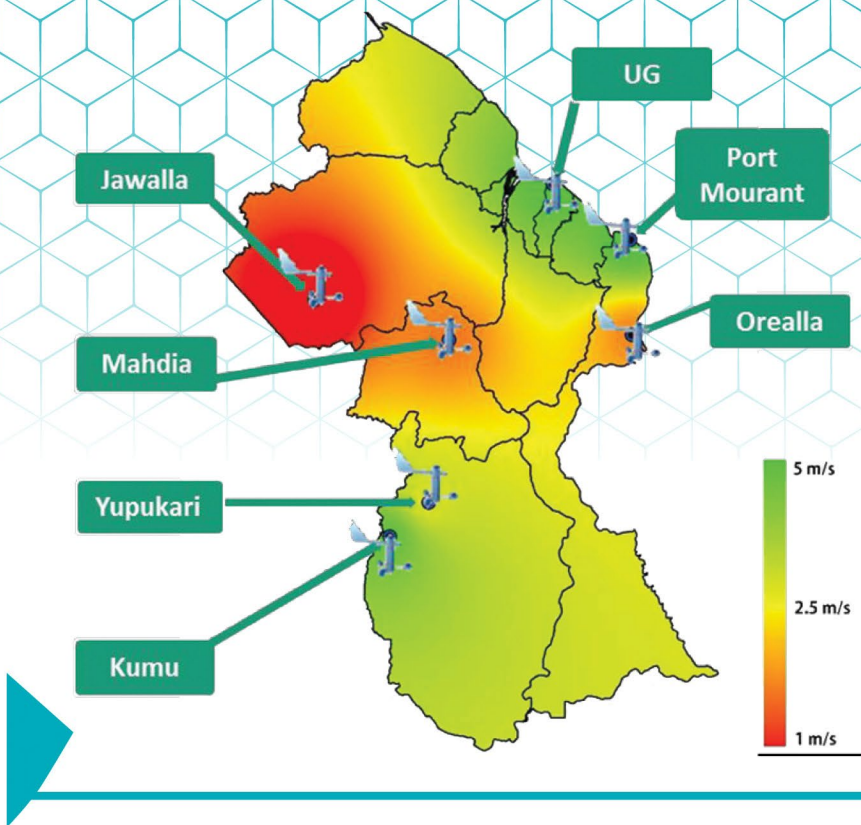 UG
Port
Mourant
Jawalla
Orealla
Mahdia
Yupukari
Kumu
5 m/s
2.5 m/s
1 m/s